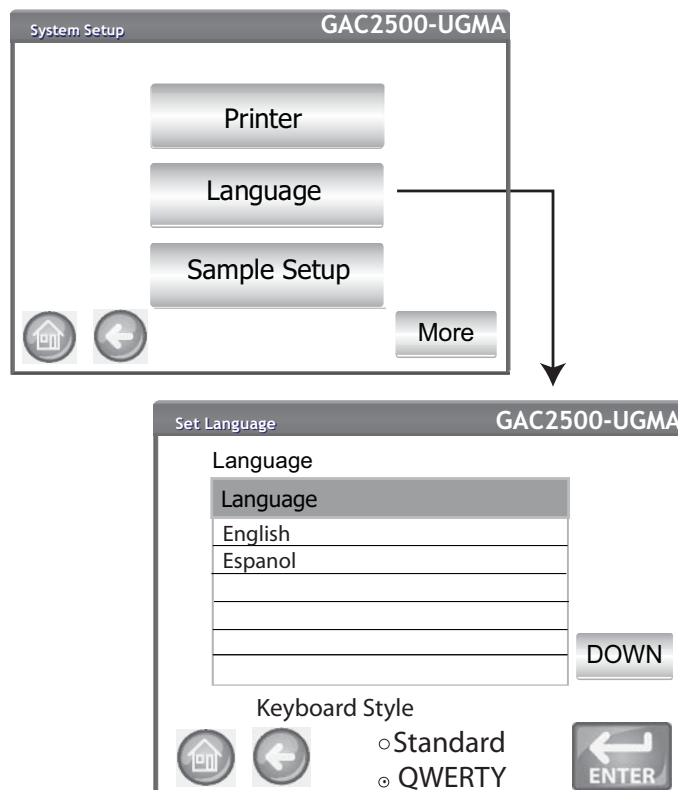 System Setup GAC2500-UGMA
Printer
Language
Sample Setup
More
Set Language GAC2500-UGMA
Language
Language
English
Espanol
DOWN
Keyboard Style
Standard
QWERTY
ENTER